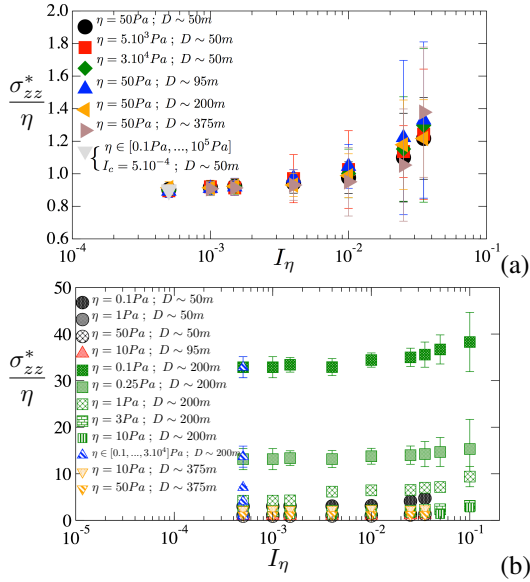 2.0
1.8
1.6
1.4
1.2
1.0
0.8
0.6
σ*zz
η
η = 50Pa ; D ∼ 50m
η = 5.10³Pa ; D ∼ 50m
η = 3.10⁴Pa ; D ∼ 50m
η = 50Pa ; D ∼ 95m
η = 50Pa ; D ∼ 200m
η = 50Pa ; D ∼ 375m
{ η ∈ [0.1Pa, ..., 10⁵Pa]
I_c = 5.10⁻⁴ ; D ∼ 50m
10⁻⁴ 10⁻³ 10⁻² 10⁻¹
I_η
(a)
50
40
30
20
10
0
σ*zz
η
η = 0.1Pa ; D ∼ 50m
η = 1Pa ; D ∼ 50m
η = 50Pa ; D ∼ 50m
η = 10Pa ; D ∼ 95m
η = 0.1Pa ; D ∼ 200m
η = 0.25Pa ; D ∼ 200m
η = 1Pa ; D ∼ 200m
η = 3Pa ; D ∼ 200m
η = 10Pa ; D ∼ 200m
η ∈ [0.1, ..., 3.10⁴]Pa ; D ∼ 200m
η = 10Pa ; D ∼ 375m
η = 50Pa ; D ∼ 375m
10⁻⁵ 10⁻⁴ 10⁻³ 10⁻² 10⁻¹
I_η
(b)